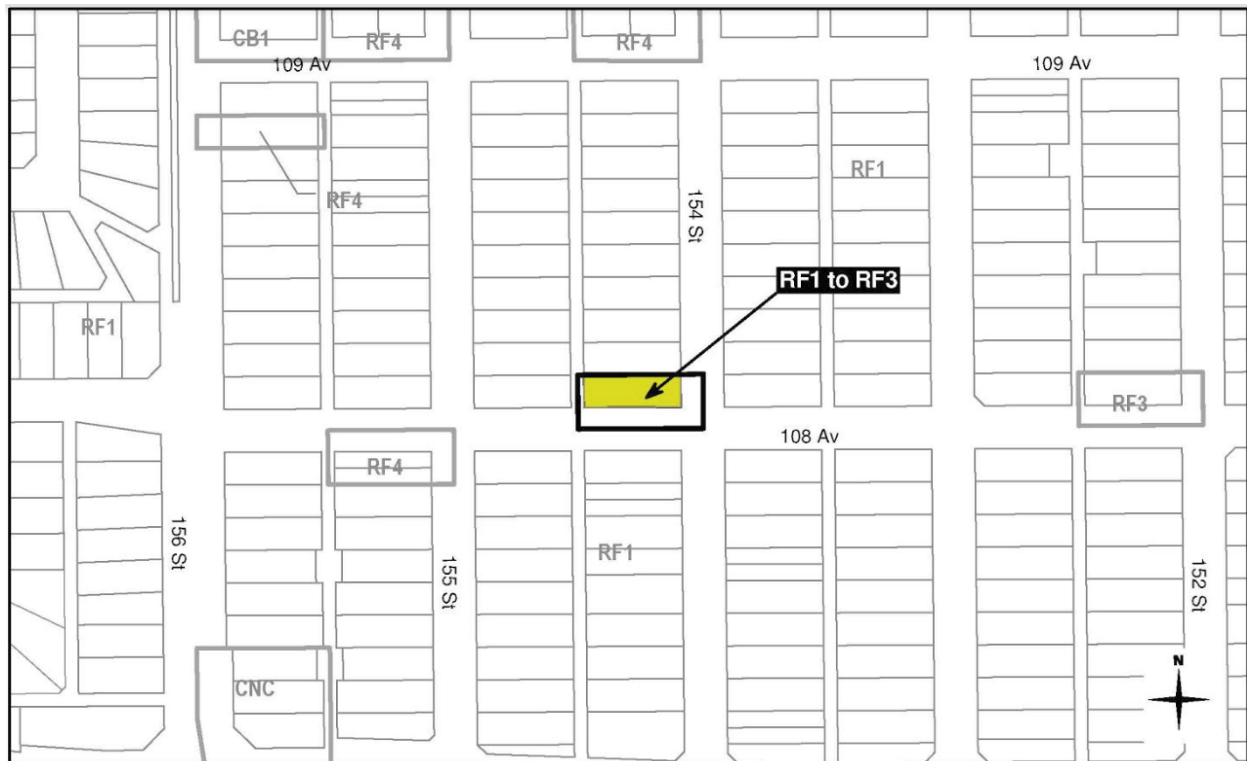 CB1
RF4
RF4
109 Av
109 Av
RF1
RF4
154 St
RF1 to RF3
RF1
RF3
108 Av
RF4
156 St
155 St
RF1
152 St
CNC
N